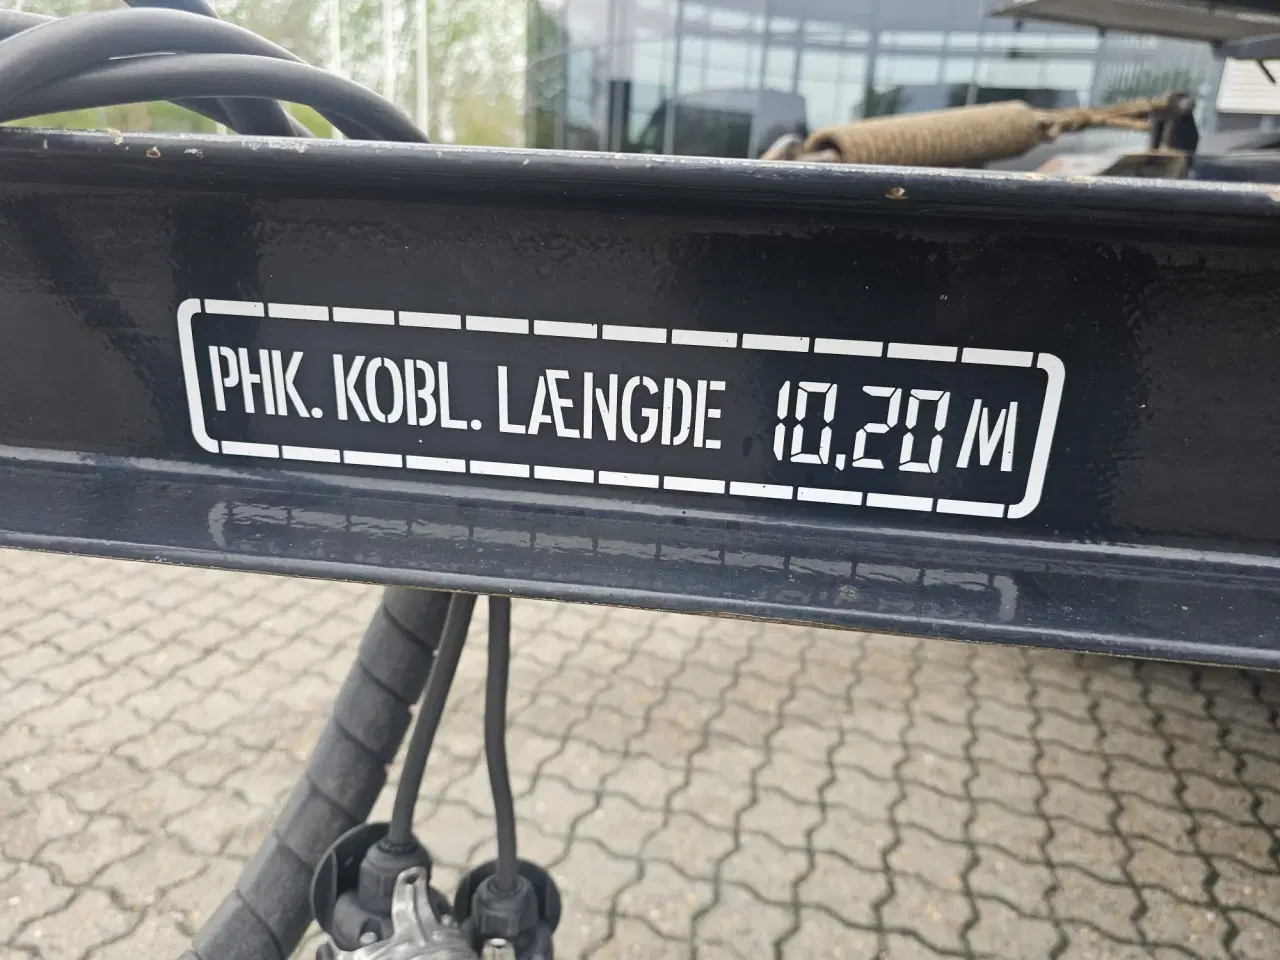 PHK. KOBL. LÆNGDE 10,20 M